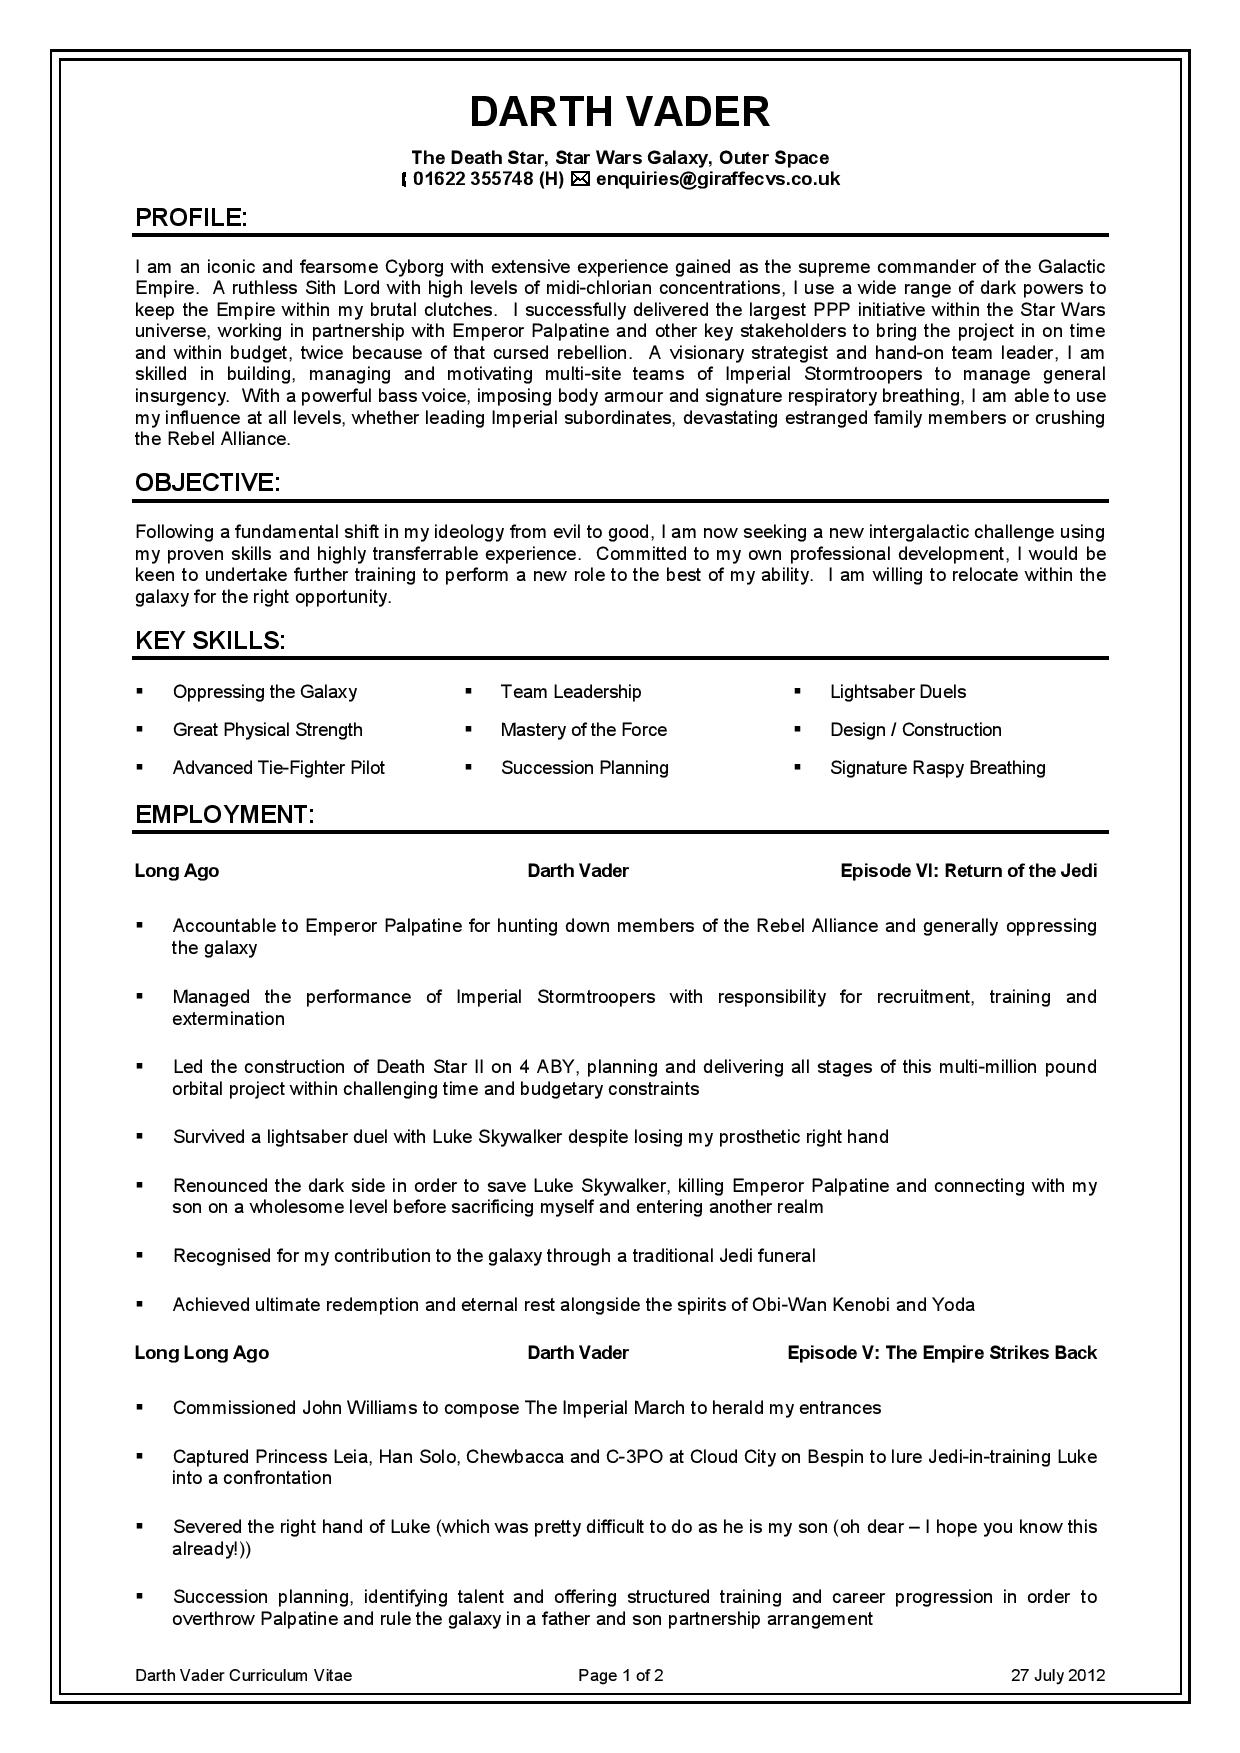 DARTH VADER
The Death Star, Star Wars Galaxy, Outer Space
01622 355748 (H) ✉ enquiries@giraffecvs.co.uk
PROFILE:
I am an iconic and fearsome Cyborg with extensive experience gained as the supreme commander of the Galactic
Empire. A ruthless Sith Lord with high levels of midi-chlorian concentrations, I use a wide range of dark powers to
keep the Empire within my brutal clutches. I successfully delivered the largest PPP initiative within the Star Wars
universe, working in partnership with Emperor Palpatine and other key stakeholders to bring the project in on time
and within budget, twice because of that cursed rebellion. A visionary strategist and hand-on team leader, I am
skilled in building, managing and motivating multi-site teams of Imperial Stormtroopers to manage general
insurgency. With a powerful bass voice, imposing body armour and signature respiratory breathing, I am able to use
my influence at all levels, whether leading Imperial subordinates, devastating estranged family members or crushing
the Rebel Alliance.
OBJECTIVE:
Following a fundamental shift in my ideology from evil to good, I am now seeking a new intergalactic challenge using
my proven skills and highly transferrable experience. Committed to my own professional development, I would be
keen to undertake further training to perform a new role to the best of my ability. I am willing to relocate within the
galaxy for the right opportunity.
KEY SKILLS:
▪ Oppressing the Galaxy ▪ Team Leadership ▪ Lightsaber Duels
▪ Great Physical Strength ▪ Mastery of the Force ▪ Design / Construction
▪ Advanced Tie-Fighter Pilot ▪ Succession Planning ▪ Signature Raspy Breathing
EMPLOYMENT:
Long Ago Darth Vader Episode VI: Return of the Jedi
▪ Accountable to Emperor Palpatine for hunting down members of the Rebel Alliance and generally oppressing
the galaxy
▪ Managed the performance of Imperial Stormtroopers with responsibility for recruitment, training and
extermination
▪ Led the construction of Death Star II on 4 ABY, planning and delivering all stages of this multi-million pound
orbital project within challenging time and budgetary constraints
▪ Survived a lightsaber duel with Luke Skywalker despite losing my prosthetic right hand
▪ Renounced the dark side in order to save Luke Skywalker, killing Emperor Palpatine and connecting with my
son on a wholesome level before sacrificing myself and entering another realm
▪ Recognised for my contribution to the galaxy through a traditional Jedi funeral
▪ Achieved ultimate redemption and eternal rest alongside the spirits of Obi-Wan Kenobi and Yoda
Long Long Ago Darth Vader Episode V: The Empire Strikes Back
▪ Commissioned John Williams to compose The Imperial March to herald my entrances
▪ Captured Princess Leia, Han Solo, Chewbacca and C-3PO at Cloud City on Bespin to lure Jedi-in-training Luke
into a confrontation
▪ Severed the right hand of Luke (which was pretty difficult to do as he is my son (oh dear – I hope you know this
already!))
▪ Succession planning, identifying talent and offering structured training and career progression in order to
overthrow Palpatine and rule the galaxy in a father and son partnership arrangement
Darth Vader Curriculum Vitae Page 1 of 2 27 July 2012